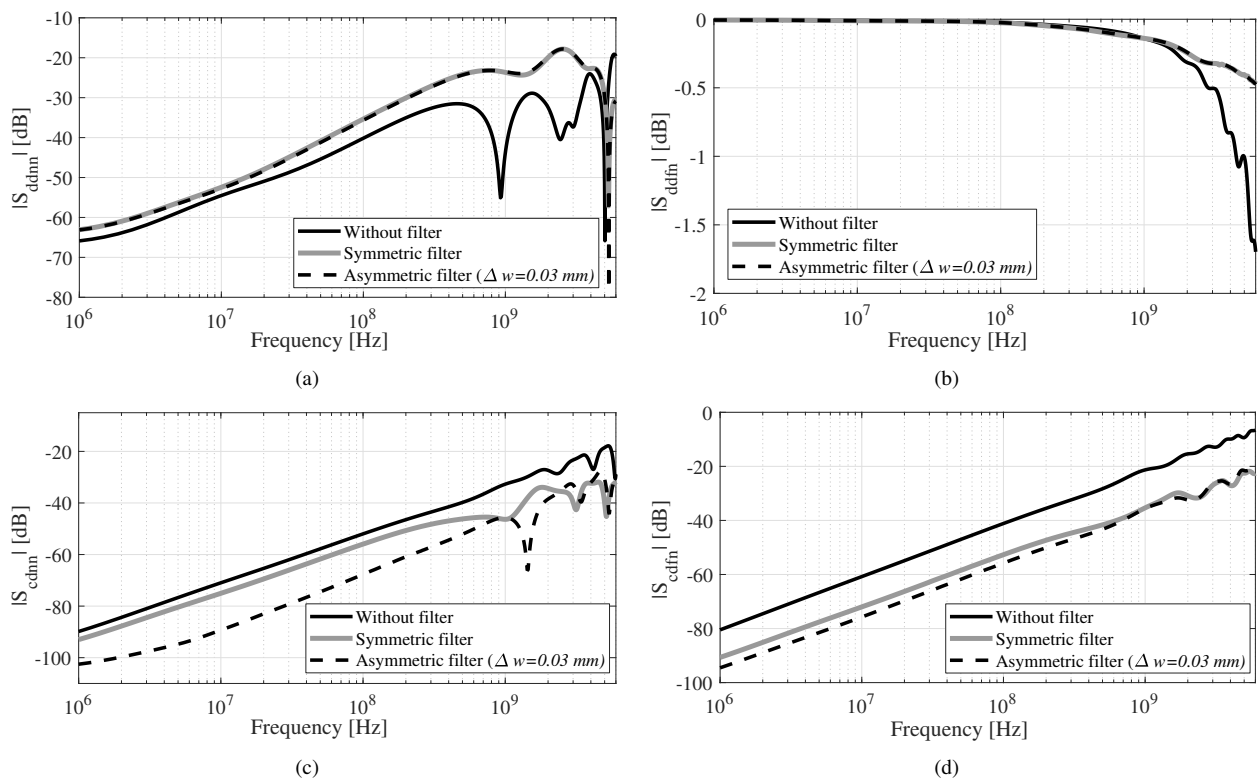 -10
-20
-30
-40
-50
-60
-70
-80
|S_ddnn| [dB]
Without filter
Symmetric filter
Asymmetric filter (Δ w=0.03 mm)
10^6
10^7
10^8
10^9
Frequency [Hz]
(a)
0
-0.5
-1
-1.5
-2
|S_ddfn| [dB]
Without filter
Symmetric filter
Asymmetric filter (Δ w=0.03 mm)
10^6
10^7
10^8
10^9
Frequency [Hz]
(b)
-20
-40
-60
-80
-100
|S_cdnn| [dB]
Without filter
Symmetric filter
Asymmetric filter (Δ w=0.03 mm)
10^6
10^7
10^8
10^9
Frequency [Hz]
(c)
0
-20
-40
-60
-80
-100
|S_cdfn| [dB]
Without filter
Symmetric filter
Asymmetric filter (Δ w=0.03 mm)
10^6
10^7
10^8
10^9
Frequency [Hz]
(d)